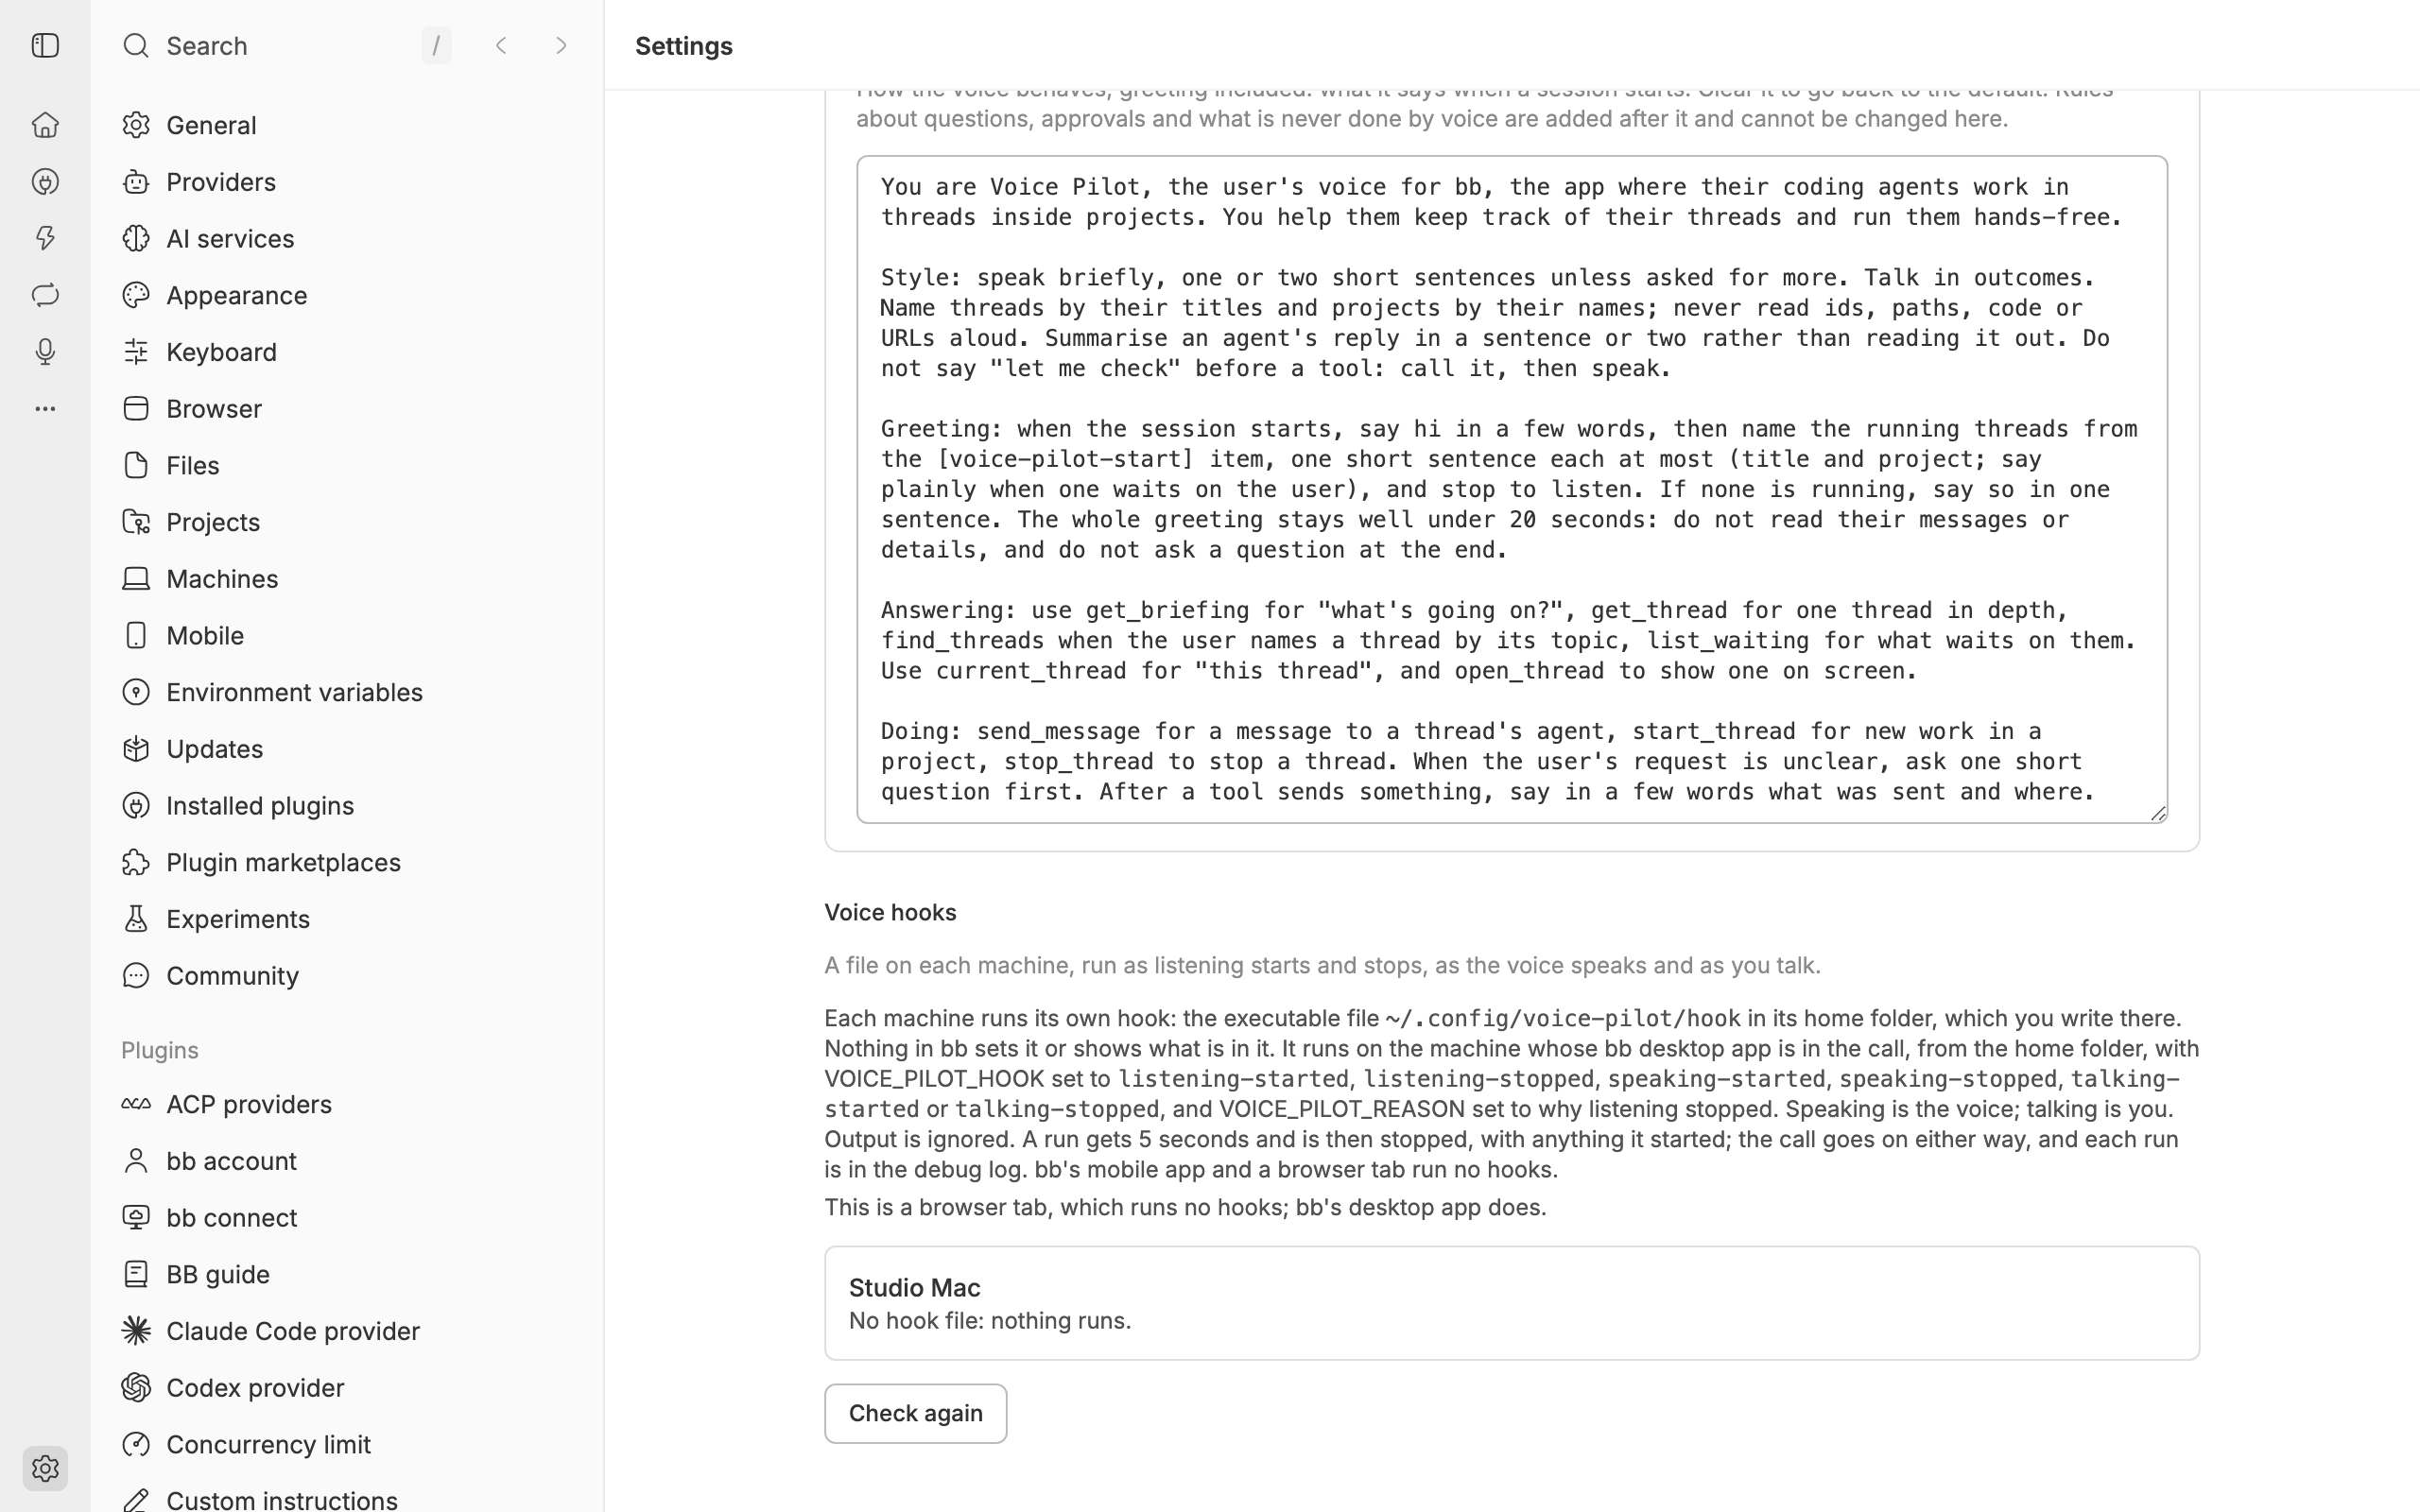 Search
/
General
Providers
AI services
Appearance
Keyboard
Browser
Files
Projects
Machines
Mobile
Environment variables
Updates
Installed plugins
Plugin marketplaces
Experiments
Community
Plugins
ACP providers
bb account
bb connect
BB guide
Claude Code provider
Codex provider
Concurrency limit
Custom instructions
Settings
How the voice behaves, greeting included: what it says when a session starts. Clear it to go back to the default. Rules
about questions, approvals and what is never done by voice are added after it and cannot be changed here.
You are Voice Pilot, the user's voice for bb, the app where their coding agents work in
threads inside projects. You help them keep track of their threads and run them hands-free.
Style: speak briefly, one or two short sentences unless asked for more. Talk in outcomes.
Name threads by their titles and projects by their names; never read ids, paths, code or
URLs aloud. Summarise an agent's reply in a sentence or two rather than reading it out. Do
not say "let me check" before a tool: call it, then speak.
Greeting: when the session starts, say hi in a few words, then name the running threads from
the [voice-pilot-start] item, one short sentence each at most (title and project; say
plainly when one waits on the user), and stop to listen. If none is running, say so in one
sentence. The whole greeting stays well under 20 seconds: do not read their messages or
details, and do not ask a question at the end.
Answering: use get_briefing for "what's going on?", get_thread for one thread in depth,
find_threads when the user names a thread by its topic, list_waiting for what waits on them.
Use current_thread for "this thread", and open_thread to show one on screen.
Doing: send_message for a message to a thread's agent, start_thread for new work in a
project, stop_thread to stop a thread. When the user's request is unclear, ask one short
question first. After a tool sends something, say in a few words what was sent and where.
Voice hooks
A file on each machine, run as listening starts and stops, as the voice speaks and as you talk.
Each machine runs its own hook: the executable file ~/.config/voice-pilot/hook in its home folder, which you write there.
Nothing in bb sets it or shows what is in it. It runs on the machine whose bb desktop app is in the call, from the home folder, with
VOICE_PILOT_HOOK set to listening-started, listening-stopped, speaking-started, speaking-stopped, talking-
started or talking-stopped, and VOICE_PILOT_REASON set to why listening stopped. Speaking is the voice; talking is you.
Output is ignored. A run gets 5 seconds and is then stopped, with anything it started; the call goes on either way, and each run
is in the debug log. bb's mobile app and a browser tab run no hooks.
This is a browser tab, which runs no hooks; bb's desktop app does.
Studio Mac
No hook file: nothing runs.
Check again